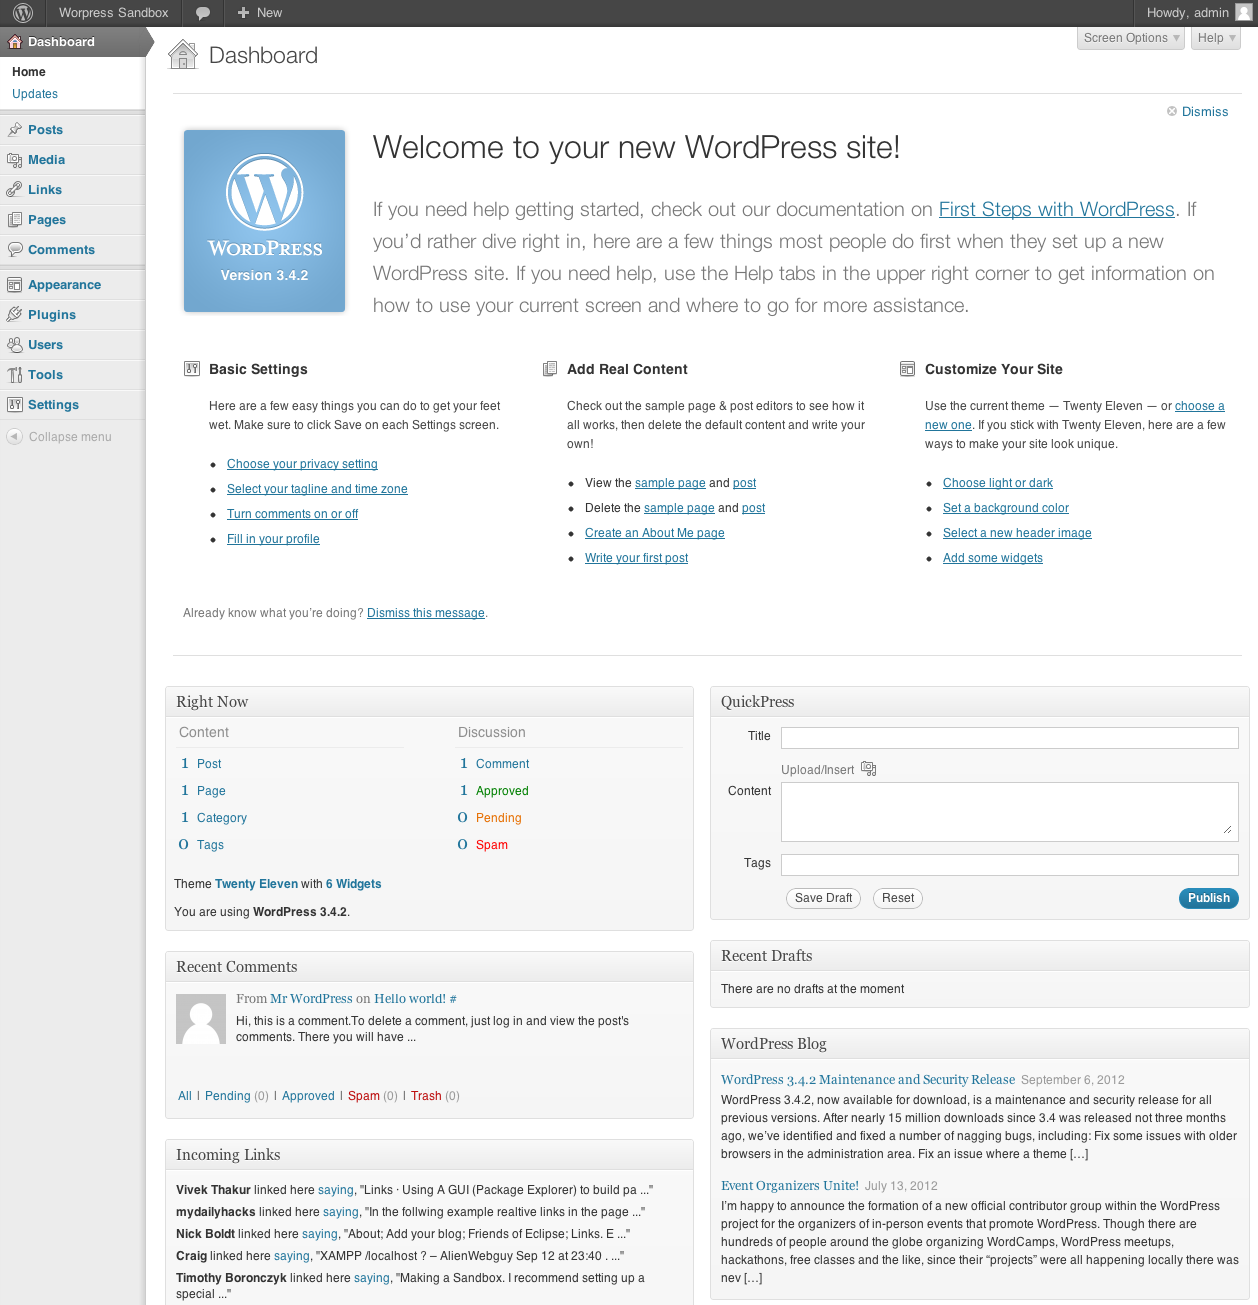 Worpress Sandbox
New
Howdy, admin
Dashboard
Home
Updates
Posts
Media
Links
Pages
Comments
Appearance
Plugins
Users
Tools
Settings
Collapse menu
Dashboard
Screen Options
Help
Dismiss
WORDPRESS
Version 3.4.2
Welcome to your new WordPress site!
If you need help getting started, check out our documentation on First Steps with WordPress. If
you’d rather dive right in, here are a few things most people do first when they set up a new
WordPress site. If you need help, use the Help tabs in the upper right corner to get information on
how to use your current screen and where to go for more assistance.
Basic Settings
Here are a few easy things you can do to get your feet
wet. Make sure to click Save on each Settings screen.
• Choose your privacy setting
• Select your tagline and time zone
• Turn comments on or off
• Fill in your profile
Add Real Content
Check out the sample page & post editors to see how it
all works, then delete the default content and write your
own!
• View the sample page and post
• Delete the sample page and post
• Create an About Me page
• Write your first post
Customize Your Site
Use the current theme — Twenty Eleven — or choose a
new one. If you stick with Twenty Eleven, here are a few
ways to make your site look unique.
• Choose light or dark
• Set a background color
• Select a new header image
• Add some widgets
Already know what you’re doing? Dismiss this message.
Right Now
Content
1 Post
1 Page
1 Category
0 Tags
Discussion
1 Comment
1 Approved
0 Pending
0 Spam
Theme Twenty Eleven with 6 Widgets
You are using WordPress 3.4.2.
Recent Comments
From Mr WordPress on Hello world! #
Hi, this is a comment.To delete a comment, just log in and view the post's
comments. There you will have ...
All | Pending (0) | Approved | Spam (0) | Trash (0)
Incoming Links
Vivek Thakur linked here saying, "Links · Using A GUI (Package Explorer) to build pa ..."
mydailyhacks linked here saying, "In the follwing example realtive links in the page ..."
Nick Boldt linked here saying, "About; Add your blog; Friends of Eclipse; Links. E ..."
Craig linked here saying, "XAMPP /localhost ? – AlienWebguy Sep 12 at 23:40 . ..."
Timothy Boronczyk linked here saying, "Making a Sandbox. I recommend setting up a
special ..."
QuickPress
Title
Upload/Insert
Content
Tags
Save Draft
Reset
Publish
Recent Drafts
There are no drafts at the moment
WordPress Blog
WordPress 3.4.2 Maintenance and Security Release September 6, 2012
WordPress 3.4.2, now available for download, is a maintenance and security release for all
previous versions. After nearly 15 million downloads since 3.4 was released not three months
ago, we’ve identified and fixed a number of nagging bugs, including: Fix some issues with older
browsers in the administration area. Fix an issue where a theme […]
Event Organizers Unite! July 13, 2012
I’m happy to announce the formation of a new official contributor group within the WordPress
project for the organizers of in-person events that promote WordPress. Though there are
hundreds of people around the globe organizing WordCamps, WordPress meetups,
hackathons, free classes and the like, since their “projects” were all happening locally there was
nev […]